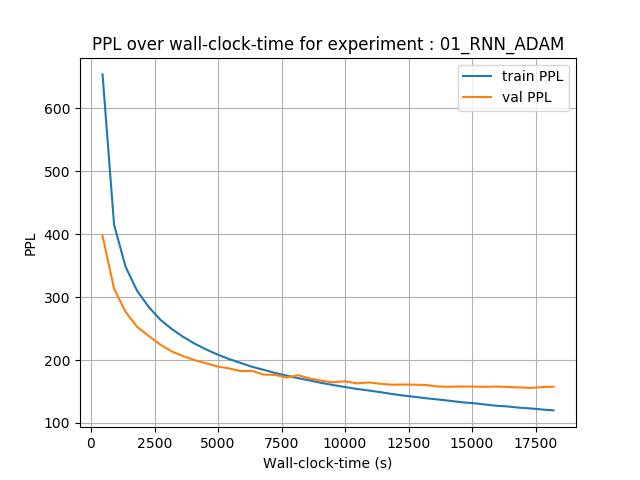 PPL over wall-clock-time for experiment : 01_RNN_ADAM
train PPL
val PPL
PPL
600
500
400
300
200
100
0
2500
5000
7500
10000
12500
15000
17500
Wall-clock-time (s)